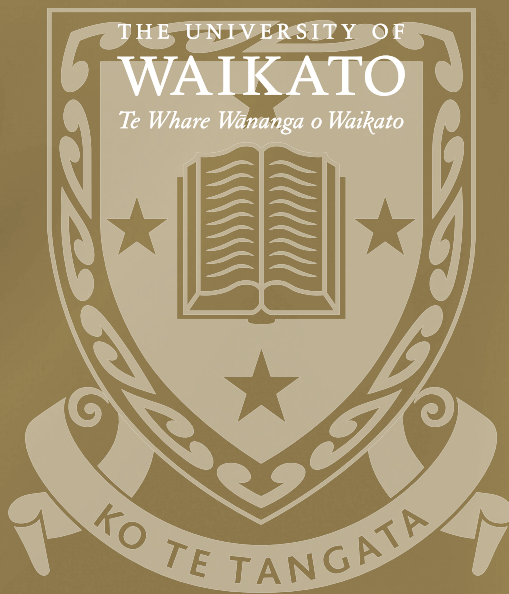 THE UNIVERSITY OF
WAIKATO
Te Whare Wānanga o Waikato
KO TE TANGATA